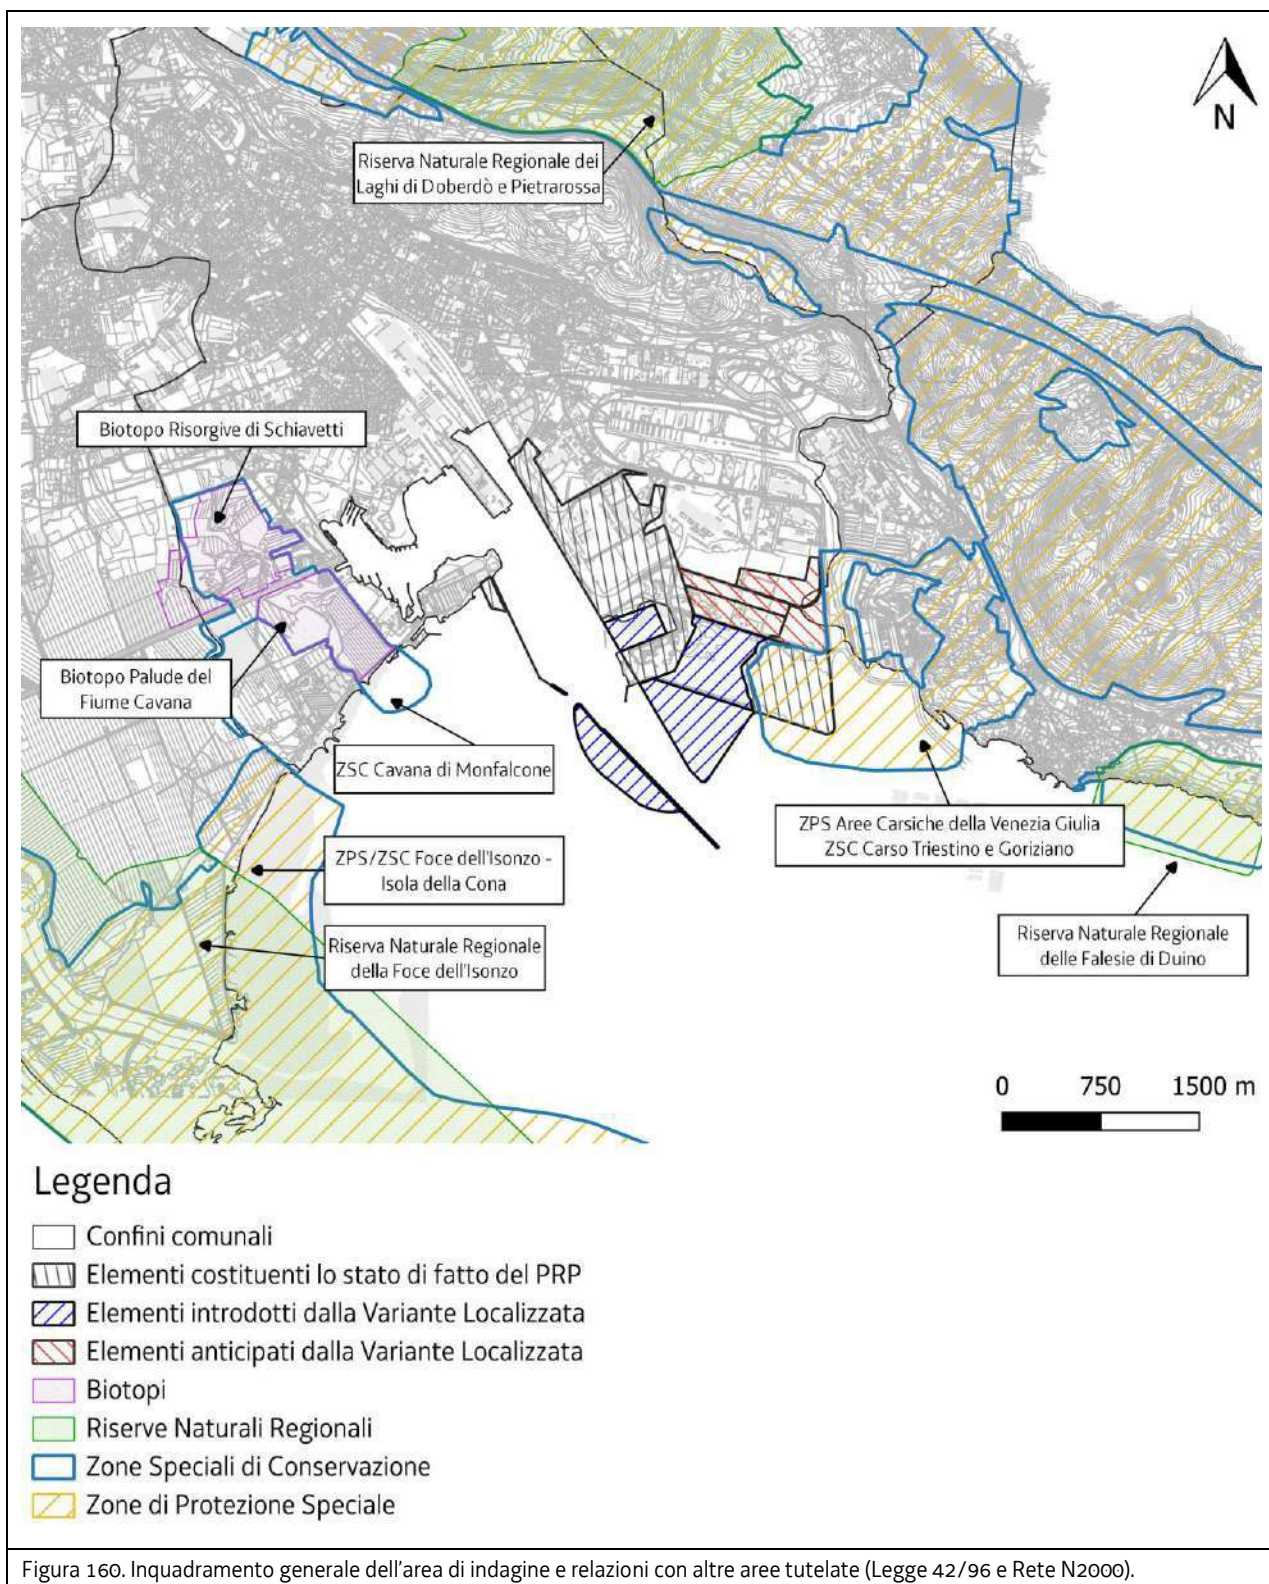 N
Riserva Naturale Regionale dei
Laghi di Doberdò e Pietrarossa
Biotopo Risorgive di Schiavetti
Biotopo Palude del
Fiume Cavana
ZSC Cavana di Monfalcone
ZPS Aree Carsiche della Venezia Giulia
ZSC Carso Triestino e Goriziano
ZPS/ZSC Foce dell'Isonzo -
Isola della Cona
Riserva Naturale Regionale
della Foce dell'Isonzo
Riserva Naturale Regionale
delle Falesie di Duino
0 750 1500 m
Legenda
Confini comunali
Elementi costituenti lo stato di fatto del PRP
Elementi introdotti dalla Variante Localizzata
Elementi anticipati dalla Variante Localizzata
Biotopi
Riserve Naturali Regionali
Zone Speciali di Conservazione
Zone di Protezione Speciale
Figura 160. Inquadramento generale dell'area di indagine e relazioni con altre aree tutelate (Legge 42/96 e Rete N2000).